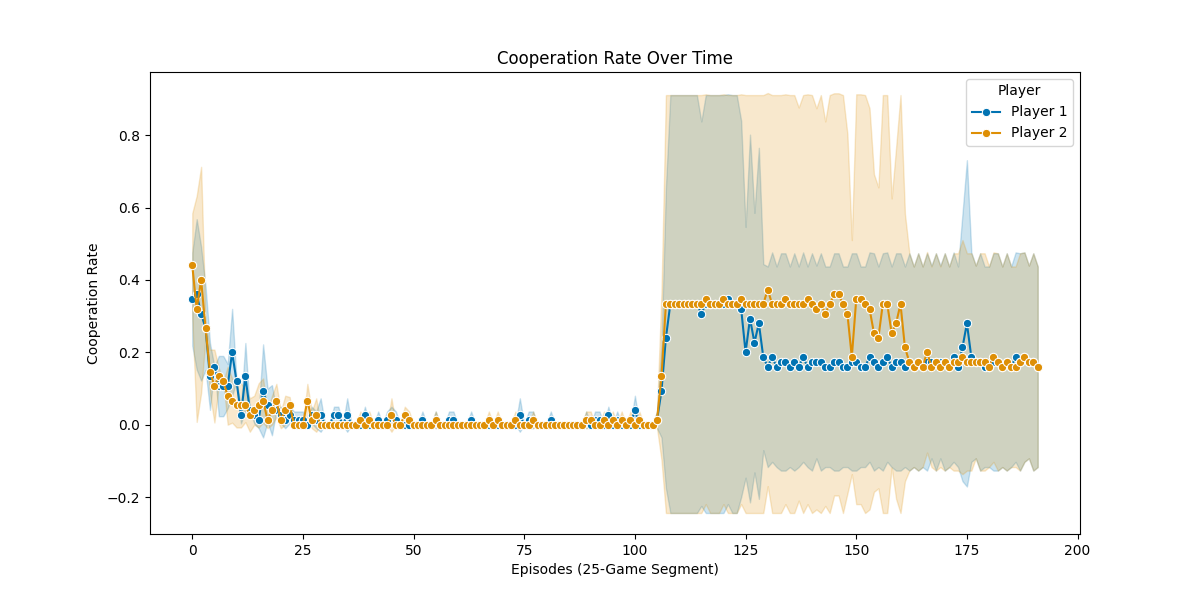 Cooperation Rate Over Time
Player
Player 1
Player 2
Cooperation Rate
0.8
0.6
0.4
0.2
0.0
−0.2
0 25 50 75 100 125 150 175 200
Episodes (25-Game Segment)